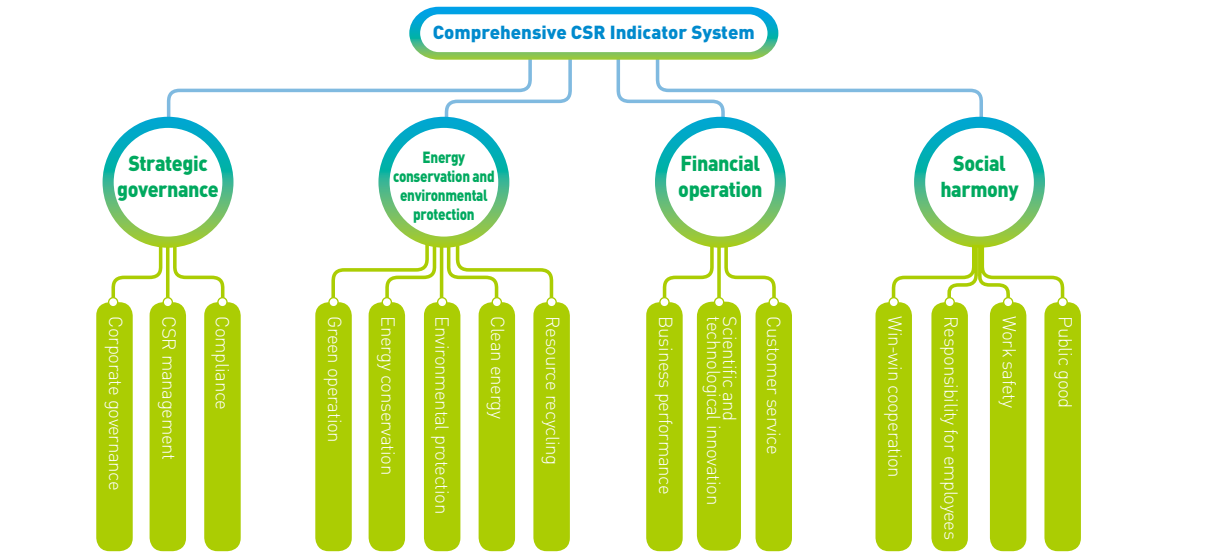 Comprehensive CSR Indicator System
Strategic
governance
Energy
conservation and
environmental
protection
Financial
operation
Social
harmony
Corporate governance
CSR management
Compliance
Green operation
Energy conservation
Environmental protection
Clean energy
Resource recycling
Business performance
Scientific and
technological innovation
Customer service
Win-win cooperation
Responsibility for employees
Work safety
Public good